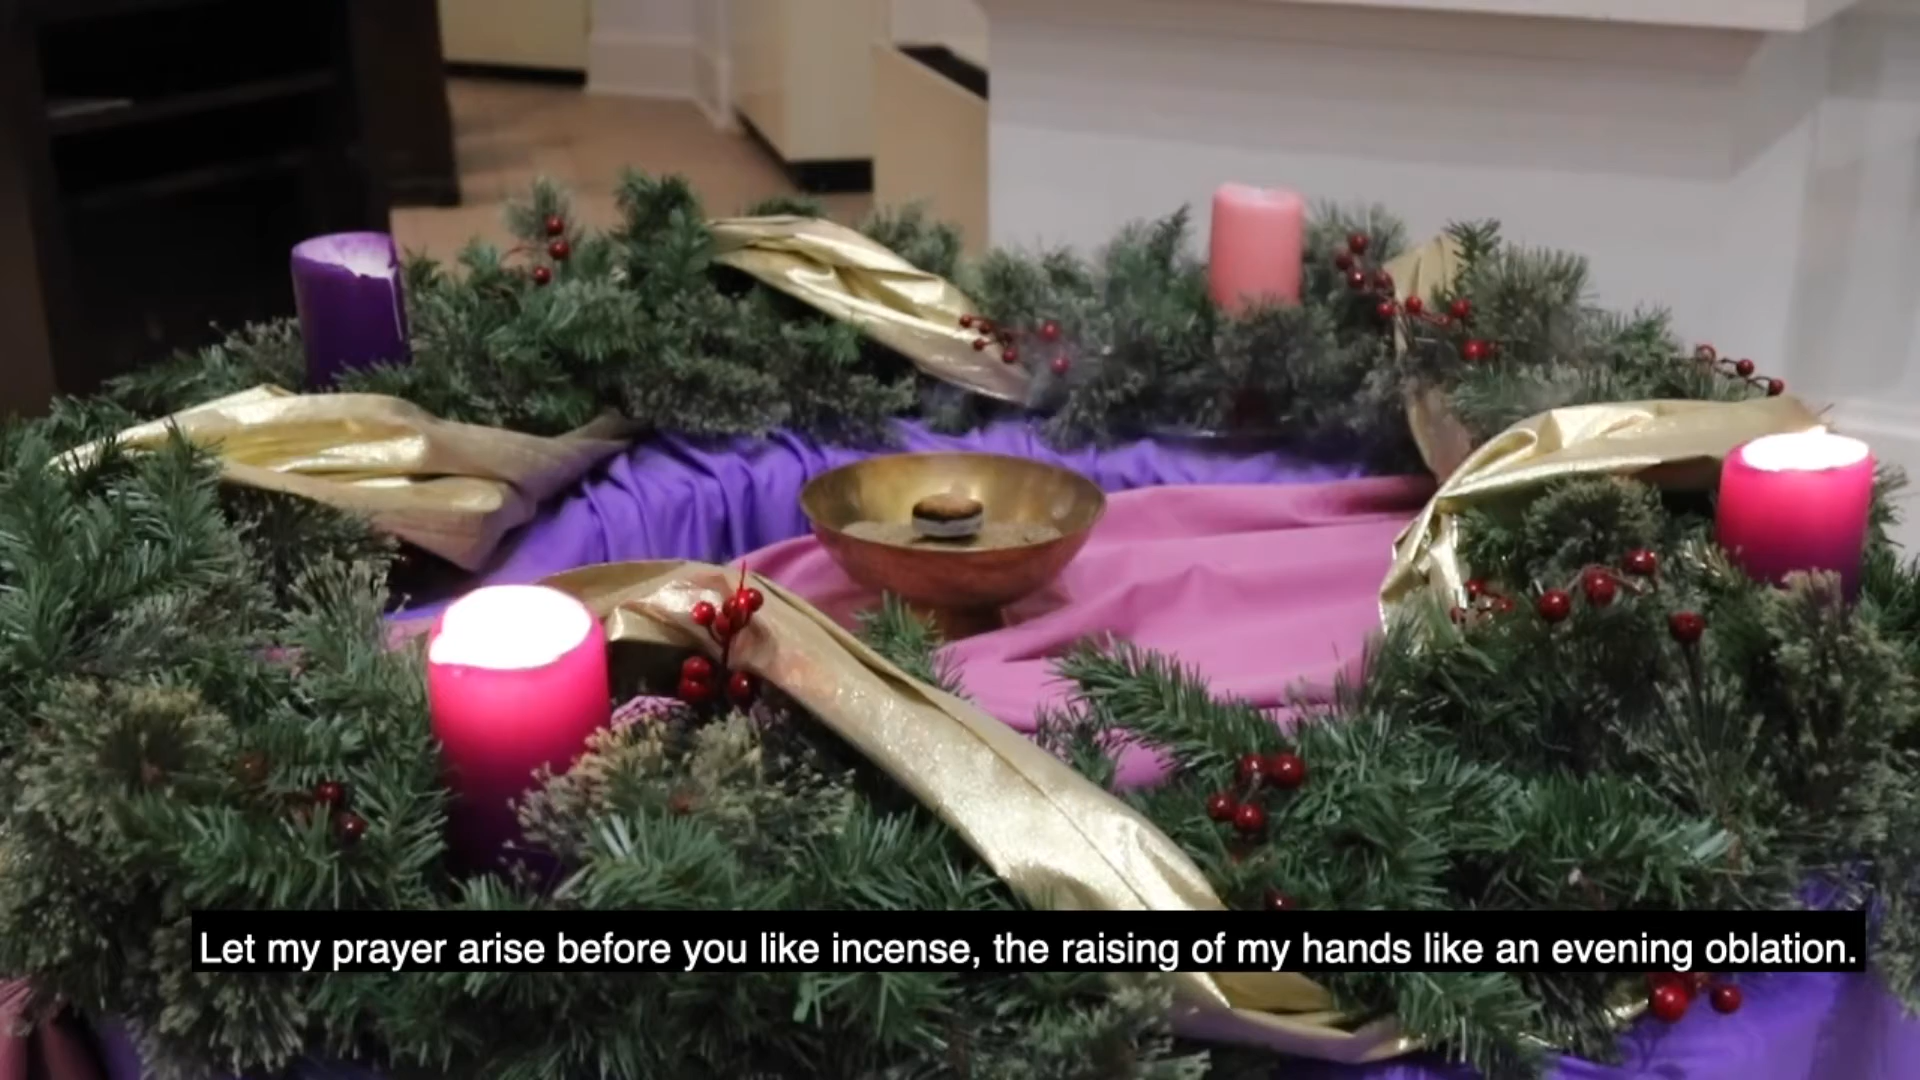 Let my prayer arise before you like incense, the raising of my hands like an evening oblation.